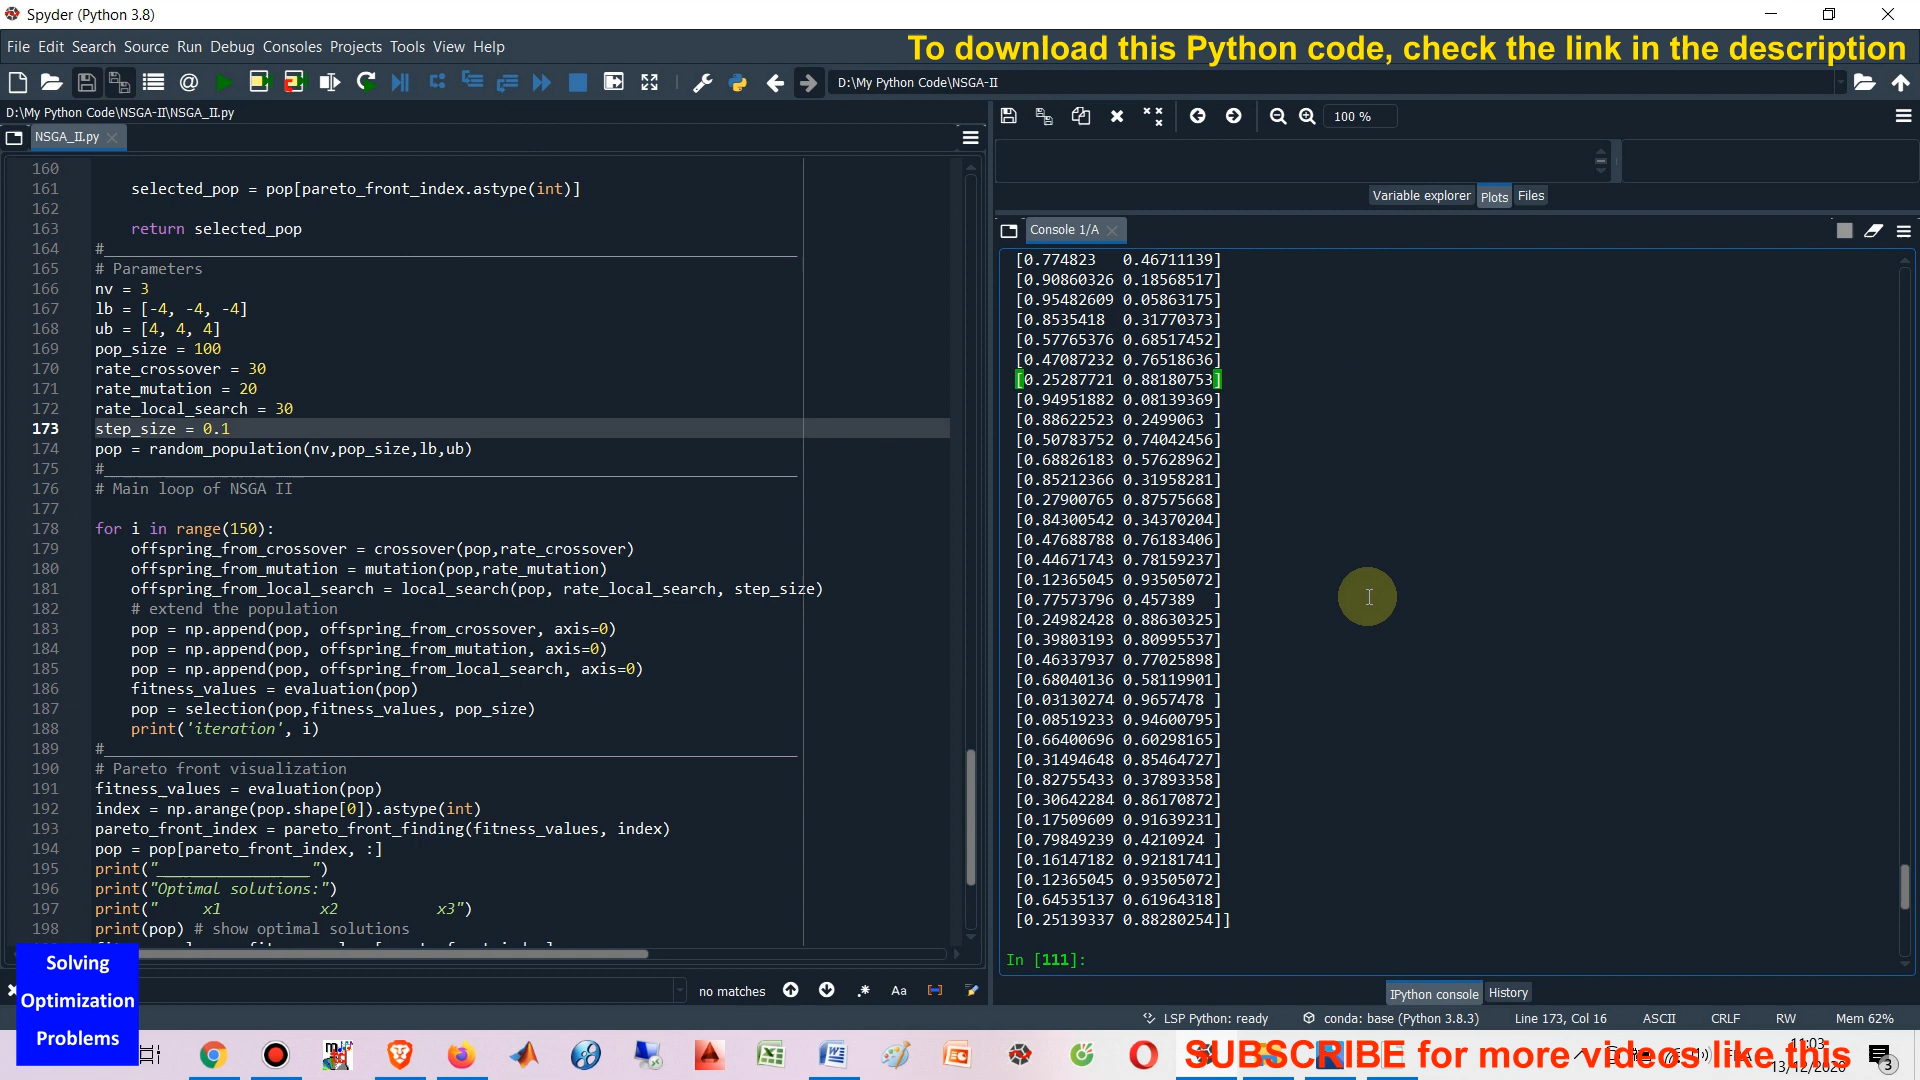 Spyder (Python 3.8)
File Edit Search Source Run Debug Consoles Projects Tools View Help
To download this Python code, check the link in the description
D:\My Python Code\NSGA-II
D:\My Python Code\NSGA-II\NSGA_II.py
NSGA_II.py
160
161 selected_pop = pop[pareto_front_index.astype(int)]
162
163 return selected_pop
164 #
165 # Parameters
166 nv = 3
167 lb = [-4, -4, -4]
168 ub = [4, 4, 4]
169 pop_size = 100
170 rate_crossover = 30
171 rate_mutation = 20
172 rate_local_search = 30
173 step_size = 0.1
174 pop = random_population(nv,pop_size,lb,ub)
175 #
176 # Main loop of NSGA II
177
178 for i in range(150):
179 offspring_from_crossover = crossover(pop,rate_crossover)
180 offspring_from_mutation = mutation(pop,rate_mutation)
181 offspring_from_local_search = local_search(pop, rate_local_search, step_size)
182 # extend the population
183 pop = np.append(pop, offspring_from_crossover, axis=0)
184 pop = np.append(pop, offspring_from_mutation, axis=0)
185 pop = np.append(pop, offspring_from_local_search, axis=0)
186 fitness_values = evaluation(pop)
187 pop = selection(pop,fitness_values, pop_size)
188 print('iteration', i)
189 #
190 # Pareto front visualization
191 fitness_values = evaluation(pop)
192 index = np.arange(pop.shape[0]).astype(int)
193 pareto_front_index = pareto_front_finding(fitness_values, index)
194 pop = pop[pareto_front_index, :]
195 print("_________________")
196 print("Optimal solutions:")
197 print("     x1           x2           x3")
198 print(pop) # show optimal solutions
no matches
Aa
100 %
Variable explorer Plots Files
Console 1/A
[0.774823   0.46711139]
[0.90860326 0.18568517]
[0.95482609 0.05863175]
[0.8535418  0.31770373]
[0.57765376 0.68517452]
[0.47087232 0.76518636]
[0.25287721 0.88180753]
[0.94951882 0.08139369]
[0.88622523 0.2499063 ]
[0.50783752 0.74042456]
[0.68826183 0.57628962]
[0.85212366 0.31958281]
[0.27900765 0.87575668]
[0.84300542 0.34370204]
[0.47688788 0.76183406]
[0.44671743 0.78159237]
[0.12365045 0.93505072]
[0.77573796 0.457389  ]
[0.24982428 0.88630325]
[0.39803193 0.80995537]
[0.46337937 0.77025898]
[0.68040136 0.58119901]
[0.03130274 0.9657478 ]
[0.08519233 0.94600795]
[0.66400696 0.60298165]
[0.31494648 0.85464727]
[0.82755433 0.37893358]
[0.30642284 0.86170872]
[0.17509609 0.91639231]
[0.79849239 0.4210924 ]
[0.16147182 0.92181741]
[0.12365045 0.93505072]
[0.64535137 0.61964318]
[0.25139337 0.88280254]]
In [111]:
IPython console History
LSP Python: ready conda: base (Python 3.8.3) Line 173, Col 16 ASCII CRLF RW Mem 62%
Solving
Optimization
Problems
SUBSCRIBE for more videos like this
11:03
13/12/2020
3